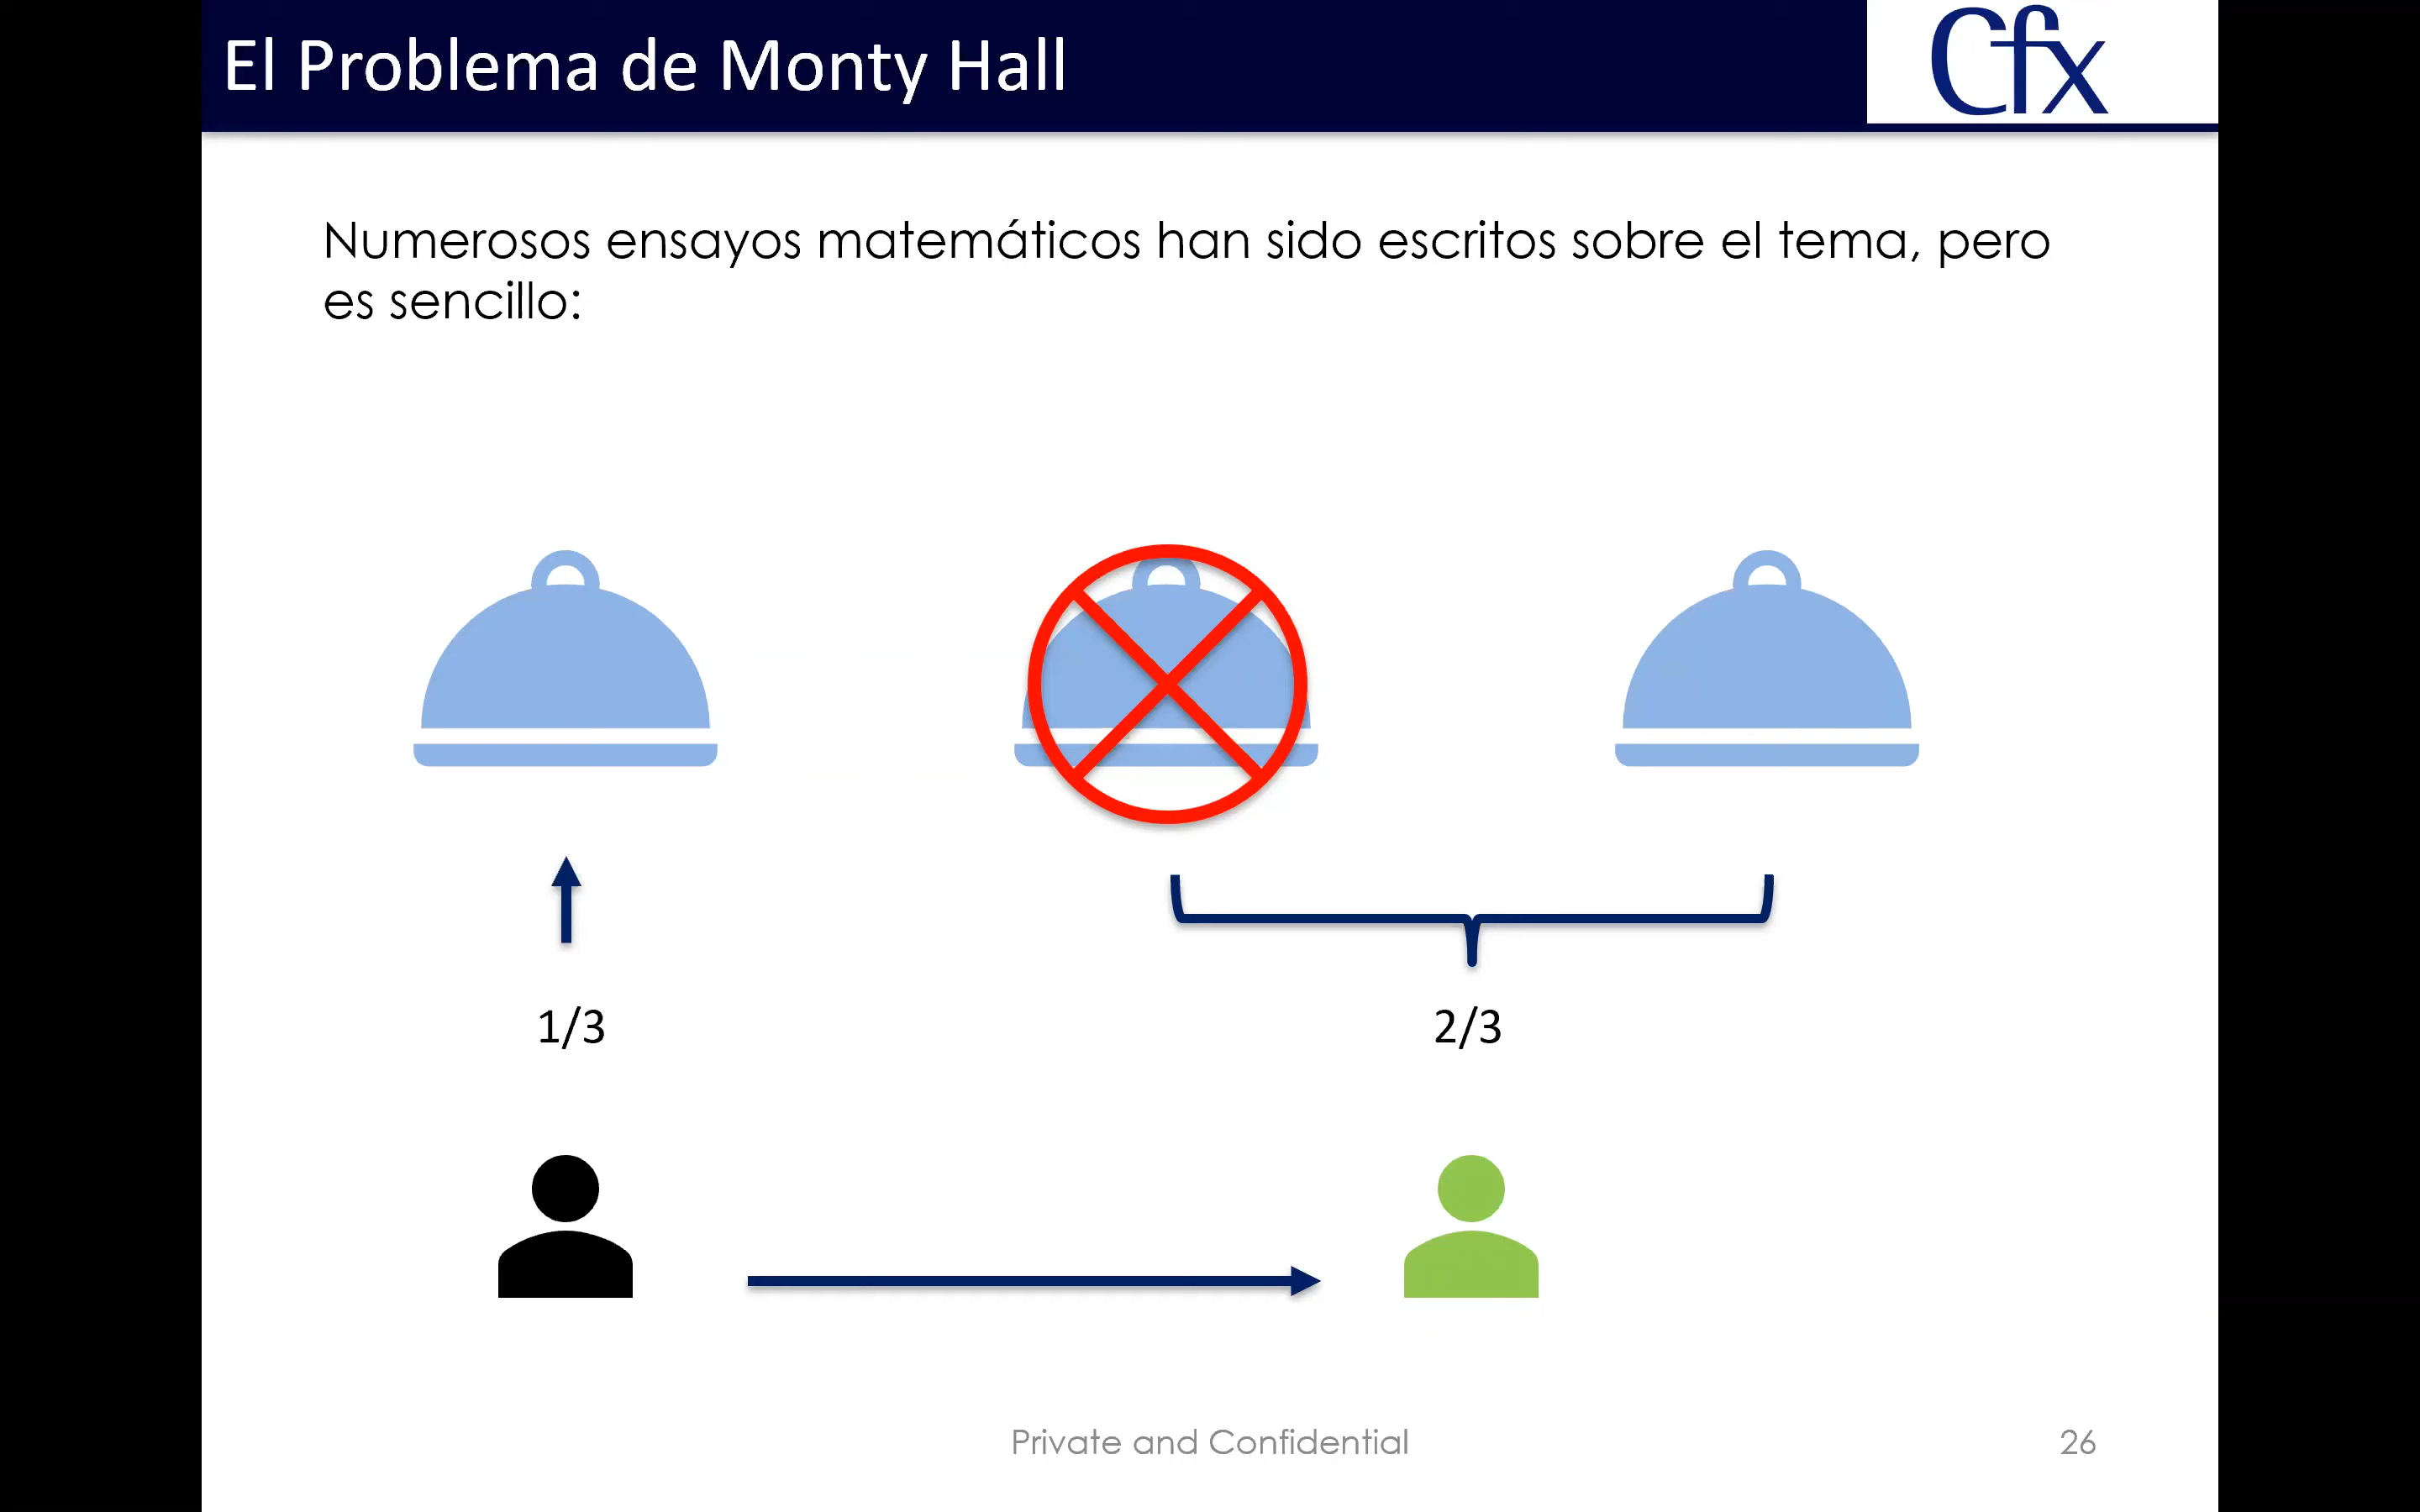 El Problema de Monty Hall
Cfx
Numerosos ensayos matemáticos han sido escritos sobre el tema, pero
es sencillo:
1/3
2/3
Private and Confidential
26